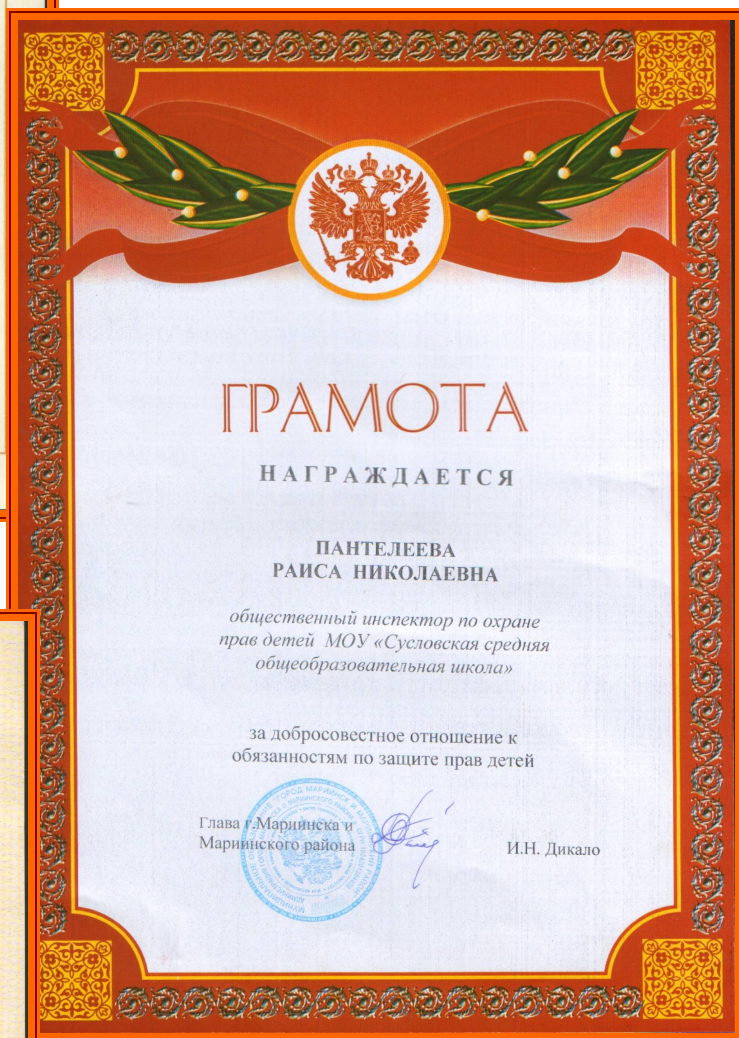 ГРАМОТА
НАГРАЖДАЕТСЯ
ПАНТЕЛЕЕВА
РАИСА НИКОЛАЕВНА
общественный инспектор по охране
прав детей МОУ «Сусловская средняя
общеобразовательная школа»
за добросовестное отношение к
обязанностям по защите прав детей
Глава г.Мариинска и
Мариинского района
И.Н. Дикало